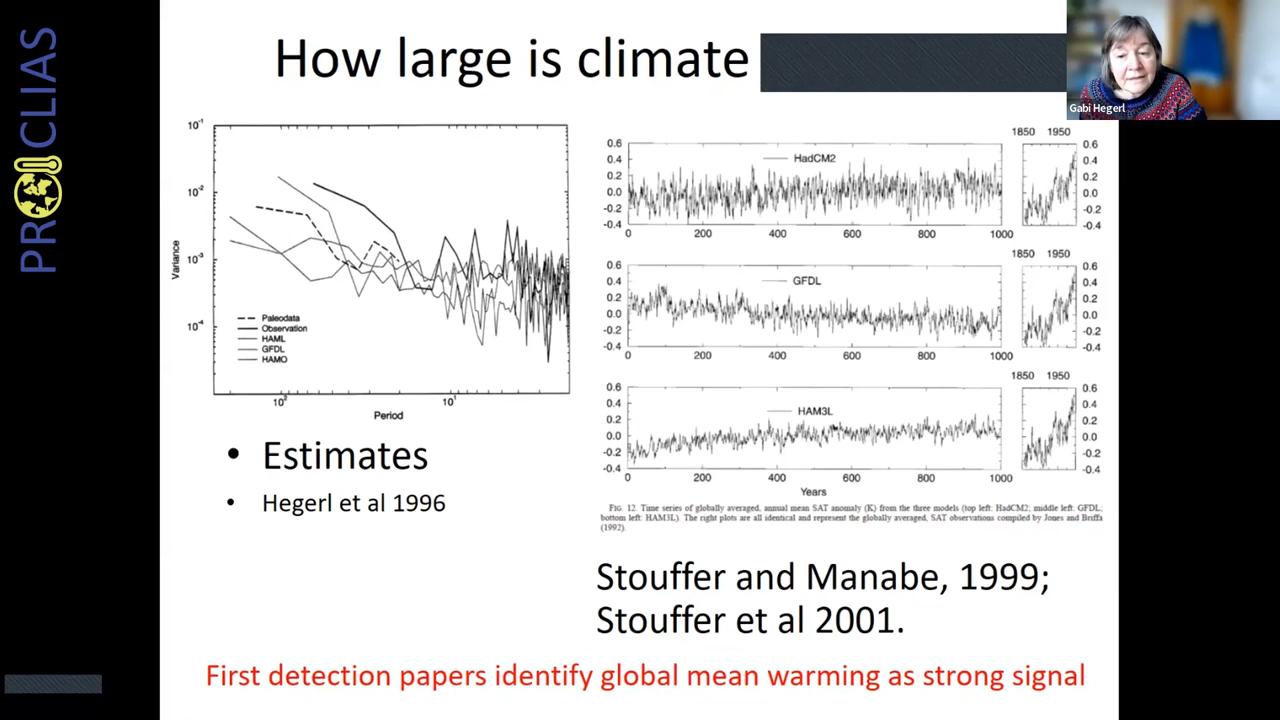 PROCLIAS
How large is climate
Gabi Hegerl
10⁻¹
10⁻²
10⁻³
10⁻⁴
Variance
Paleodata
Observation
HAML
GFDL
HAMO
10²
10¹
Period
1850 1950
0.6
0.4
0.2
0.0
-0.2
-0.4
HadCM2
0.6
0.4
0.2
0.0
-0.2
-0.4
0 200 400 600 800 1000
1850 1950
0.6
0.4
0.2
0.0
-0.2
-0.4
GFDL
0.6
0.4
0.2
0.0
-0.2
-0.4
0 200 400 600 800 1000
1850 1950
0.6
0.4
0.2
0.0
-0.2
-0.4
HAM3L
0.6
0.4
0.2
0.0
-0.2
-0.4
0 200 400 600 800 1000
Years
FIG. 12. Time series of globally averaged, annual mean SAT anomaly (K) from the three models (top left: HadCM2; middle left: GFDL;
bottom left: HAM3L). The right plots are all identical and represent the globally averaged, SAT observations compiled by Jones and Briffa
(1992).
• Estimates
• Hegerl et al 1996
Stouffer and Manabe, 1999;
Stouffer et al 2001.
First detection papers identify global mean warming as strong signal